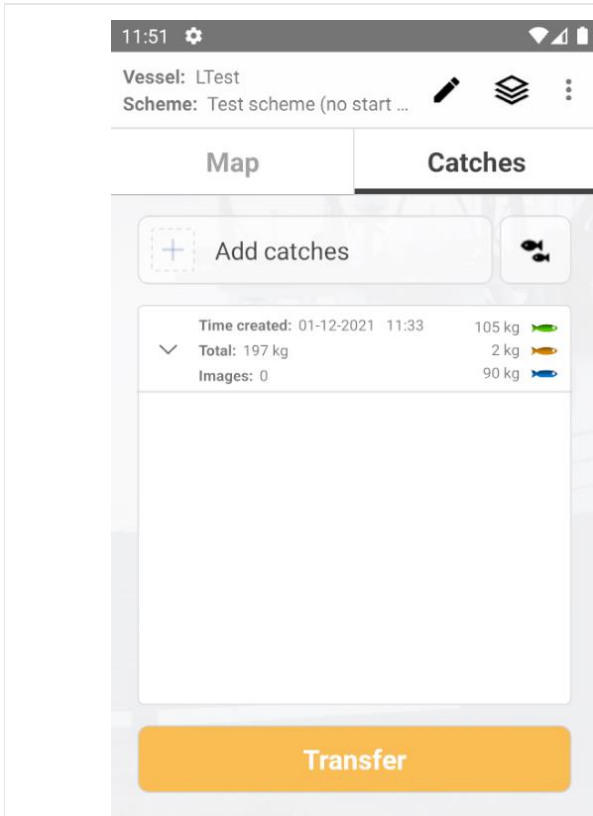 11:51
Vessel: LTest
Scheme: Test scheme (no start ...
Map
Catches
Add catches
Time created: 01-12-2021 11:33
105 kg
Total: 197 kg
2 kg
Images: 0
90 kg
Transfer